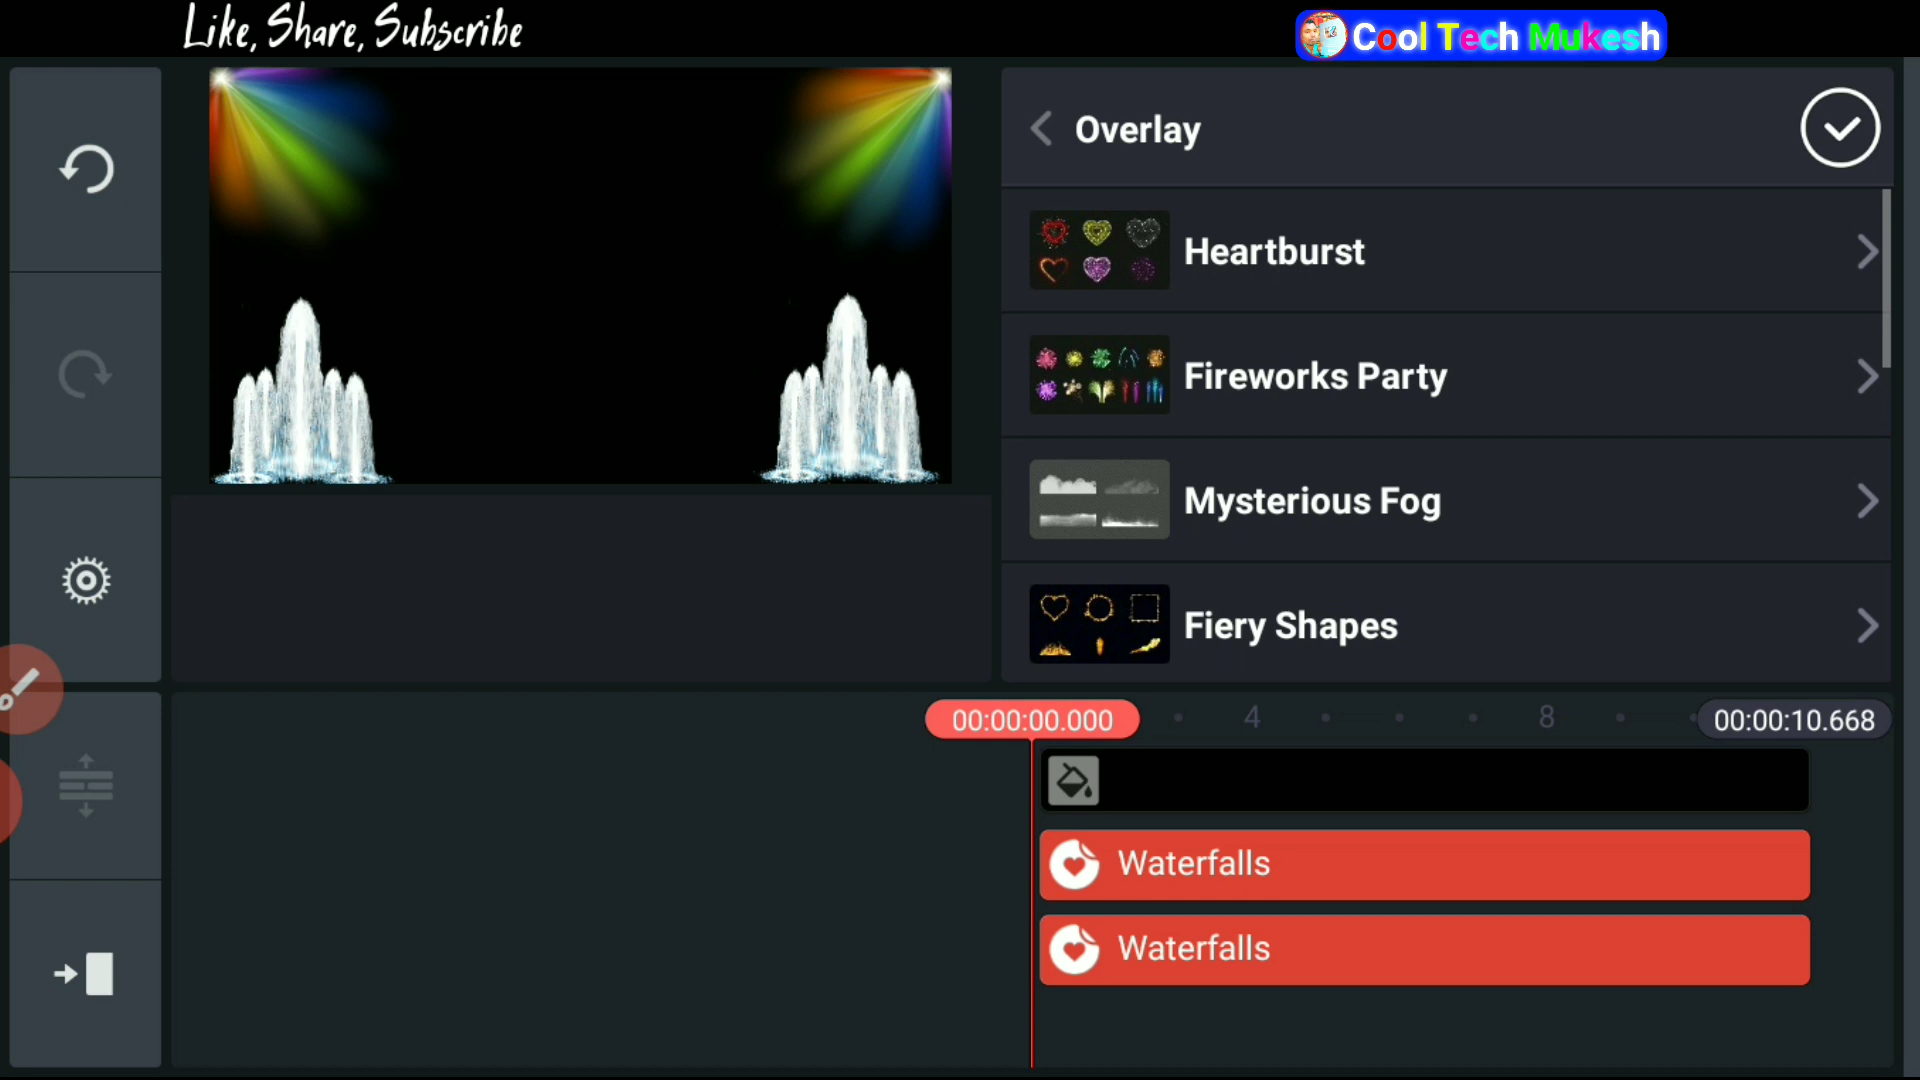 Like, Share, Subscribe
Cool Tech Mukesh
Overlay
Heartburst
Fireworks Party
Mysterious Fog
Fiery Shapes
00:00:00.000
4
8
00:00:10.668
Waterfalls
Waterfalls